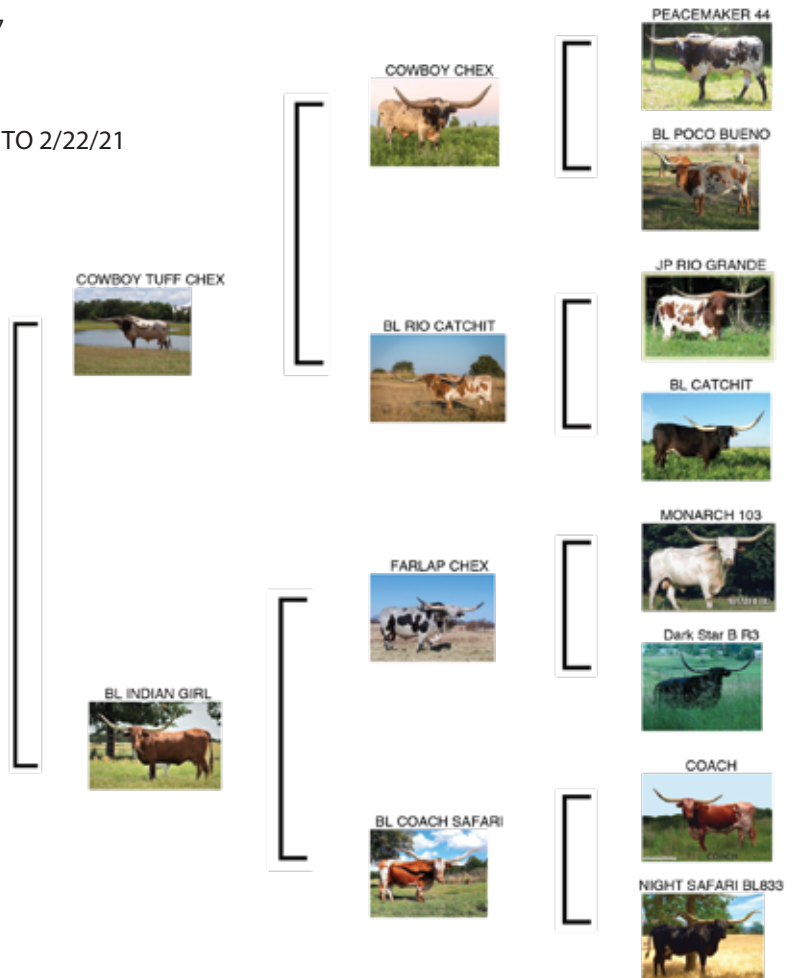 7
TO 2/22/21
PEACEMAKER 44
COWBOY CHEX
BL POCO BUENO
COWBOY TUFF CHEX
JP RIO GRANDE
BL RIO CATCHIT
BL CATCHIT
MONARCH 103
FARLAP CHEX
Dark Star B R3
BL INDIAN GIRL
COACH
BL COACH SAFARI
COACH
NIGHT SAFARI BL833